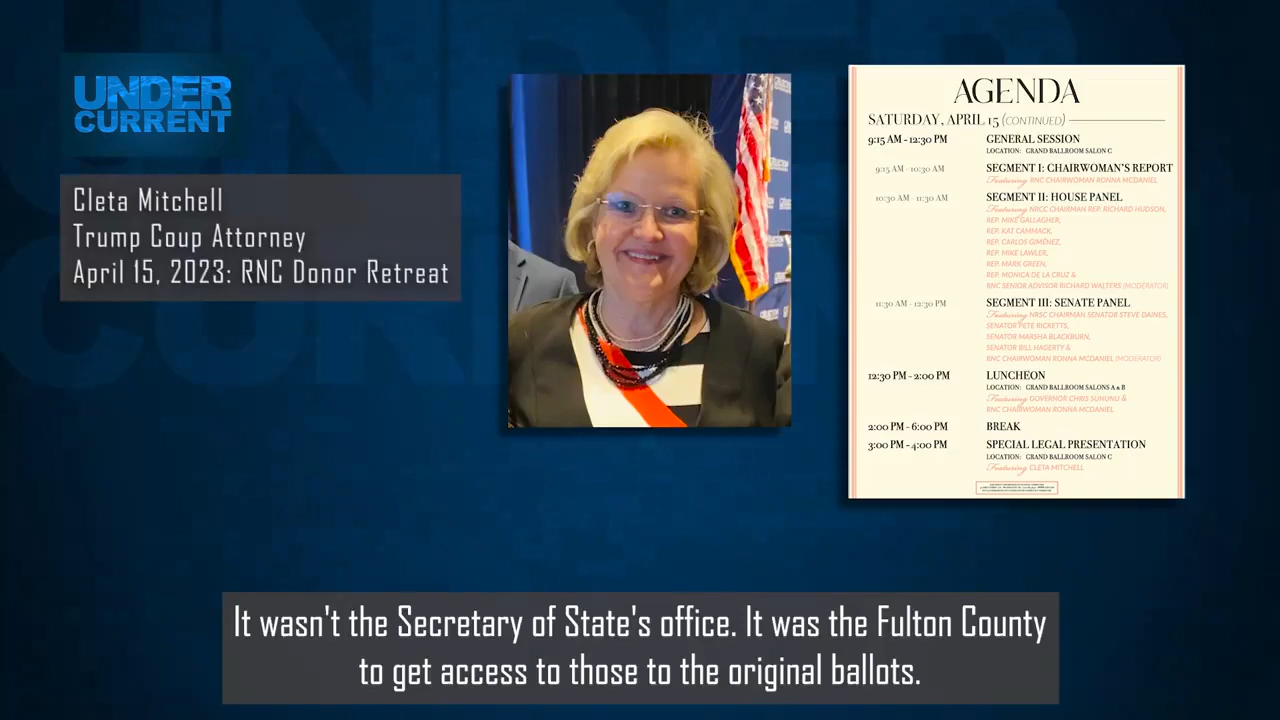 UNDER
CURRENT
Cleta Mitchell
Trump Coup Attorney
April 15, 2023: RNC Donor Retreat
AGENDA
SATURDAY, APRIL 15 (CONTINUED)
9:15 AM - 12:30 PM GENERAL SESSION
LOCATION: GRAND BALLROOM SALON C
9:15 AM - 10:30 AM SEGMENT I: CHAIRWOMAN'S REPORT
Featuring RNC CHAIRWOMAN RONNA MCDANIEL
10:30 AM - 11:30 AM SEGMENT II: HOUSE PANEL
Featuring NRCC CHAIRMAN REP. RICHARD HUDSON,
REP. MIKE GALLAGHER,
REP. KAT CAMMACK,
REP. CARLOS GIMÉNEZ,
REP. MIKE LAWLER,
REP. MARK GREEN,
REP. MONICA DE LA CRUZ &
RNC SENIOR ADVISOR RICHARD WALTERS (MODERATOR)
11:30 AM - 12:30 PM SEGMENT III: SENATE PANEL
Featuring NRSC CHAIRMAN SENATOR STEVE DAINES,
SENATOR PETE RICKETTS,
SENATOR MARSHA BLACKBURN,
SENATOR BILL HAGERTY &
RNC CHAIRWOMAN RONNA MCDANIEL (MODERATOR)
12:30 PM - 2:00 PM LUNCHEON
LOCATION: GRAND BALLROOM SALONS A & B
Featuring GOVERNOR CHRIS SUNUNU &
RNC CHAIRWOMAN RONNA MCDANIEL
2:00 PM - 6:00 PM BREAK
3:00 PM - 4:00 PM SPECIAL LEGAL PRESENTATION
LOCATION: GRAND BALLROOM SALON C
Featuring CLETA MITCHELL
It wasn't the Secretary of State's office. It was the Fulton County
to get access to those to the original ballots.